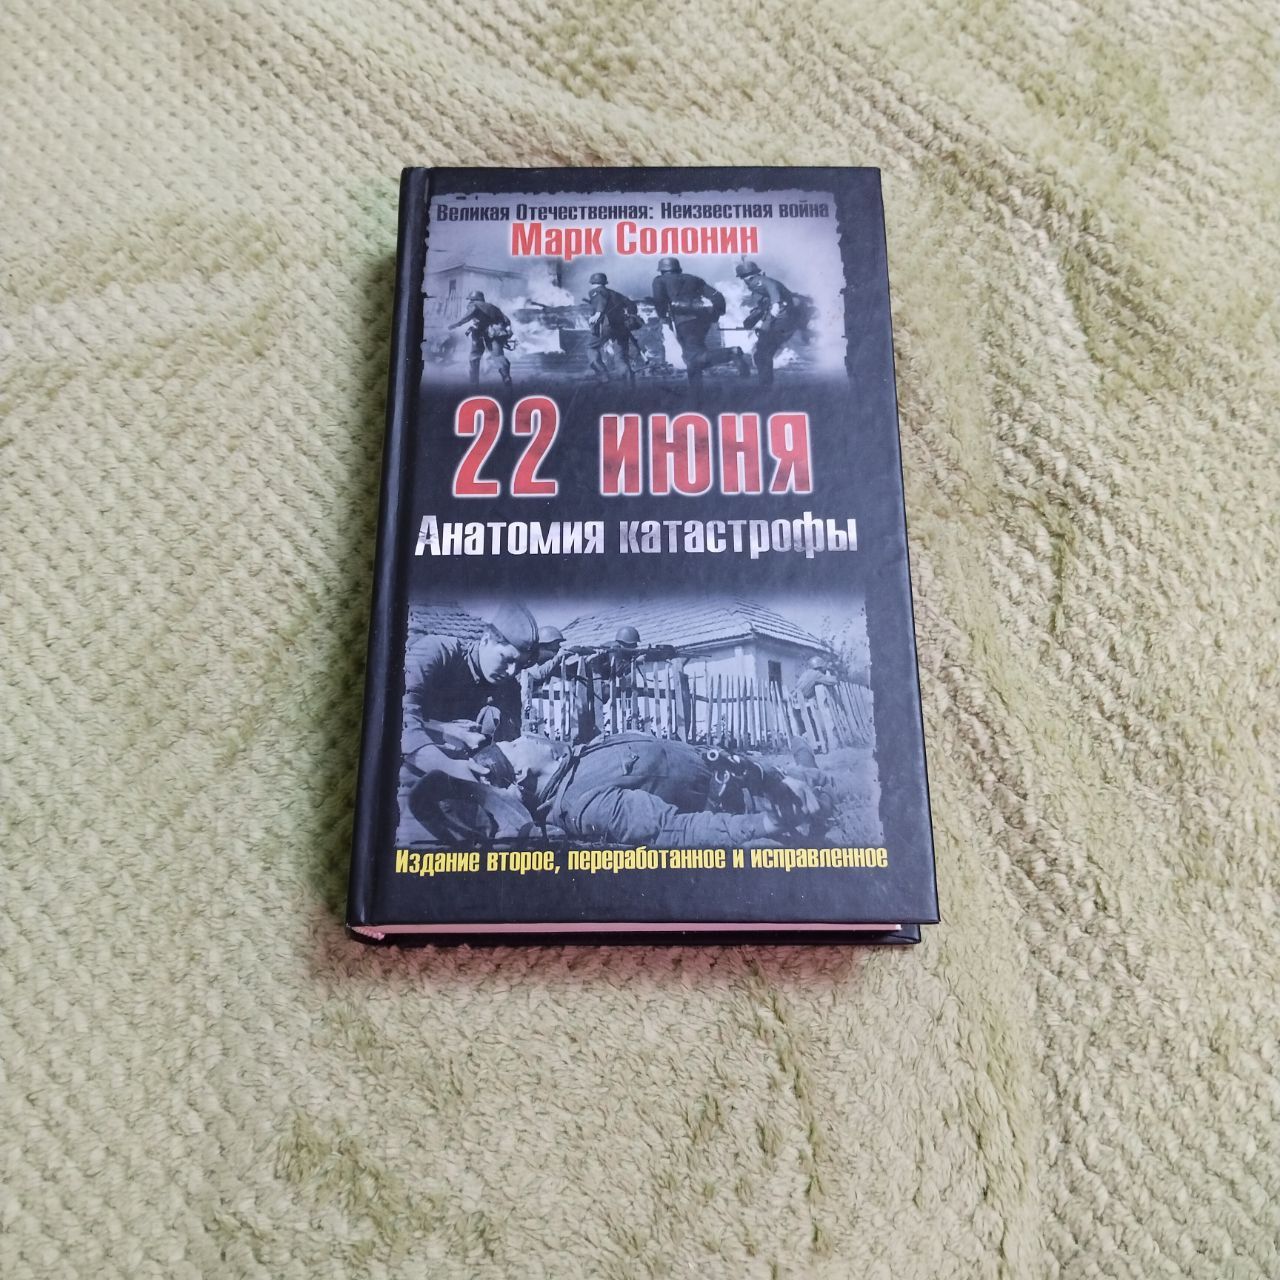 Великая Отечественная: Неизвестная война
Марк Солонин
22 июня
Анатомия катастрофы
Издание второе, переработанное и исправленное